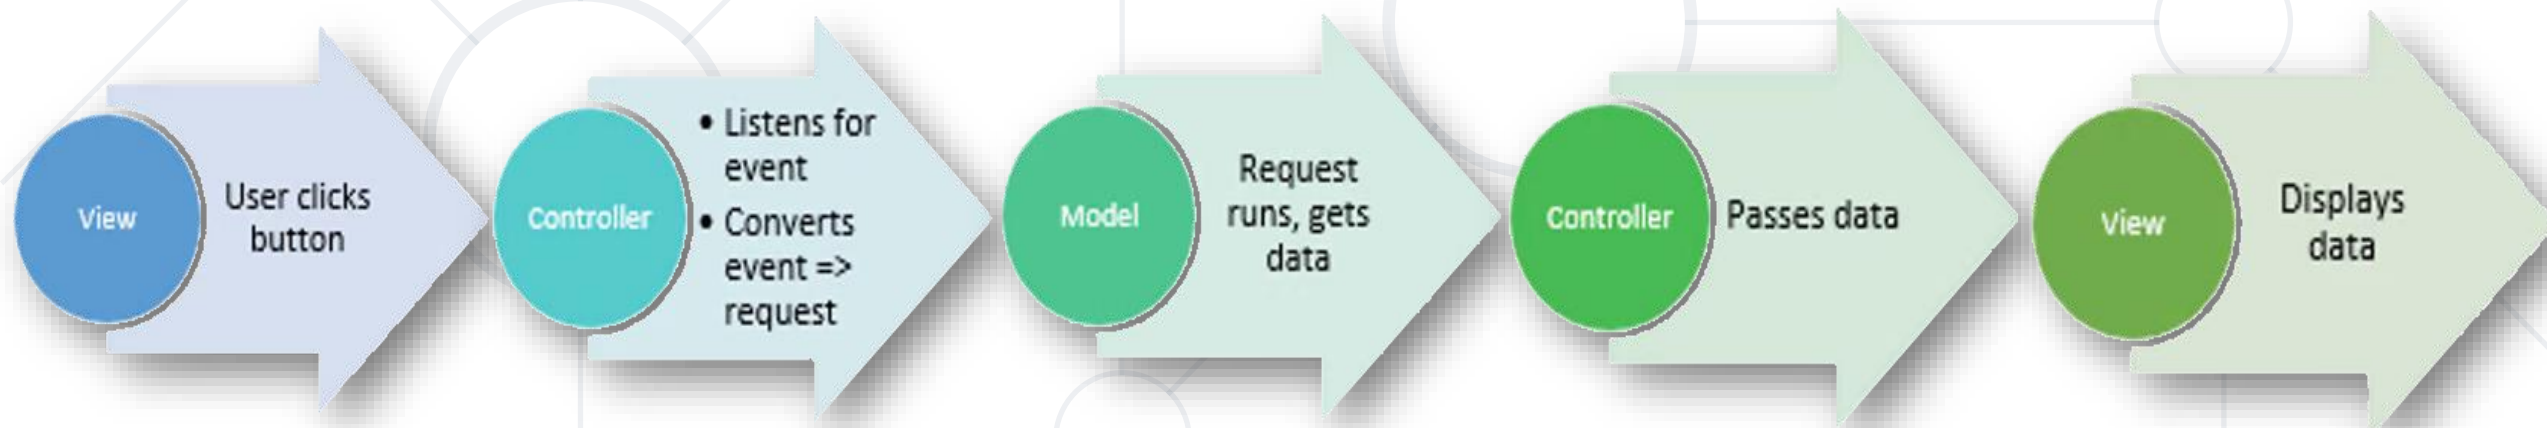 View
User clicks
button
Controller
• Listens for
event
• Converts
event =>
request
Model
Request
runs, gets
data
Controller
Passes data
View
Displays
data